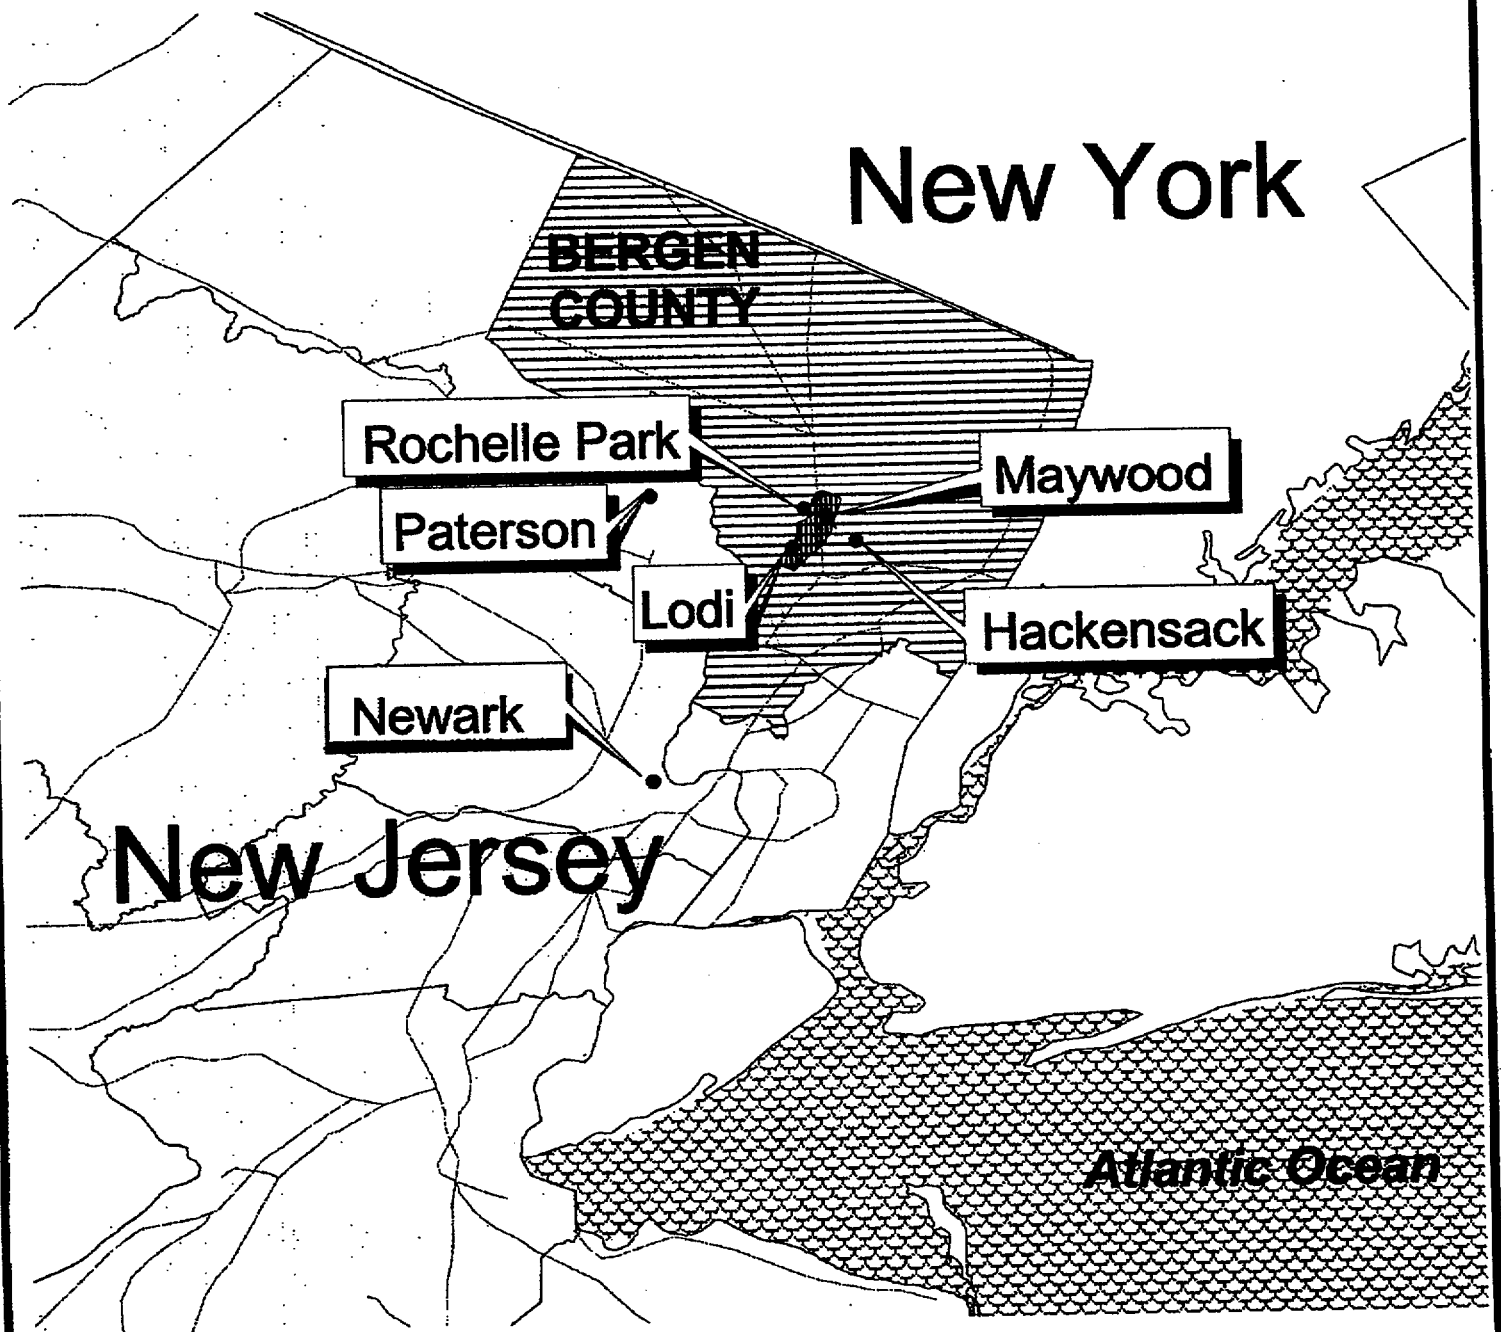 New York
BERGEN
COUNTY
Rochelle Park
Maywood
Paterson
Lodi
Hackensack
Newark
New Jersey
Atlantic Ocean